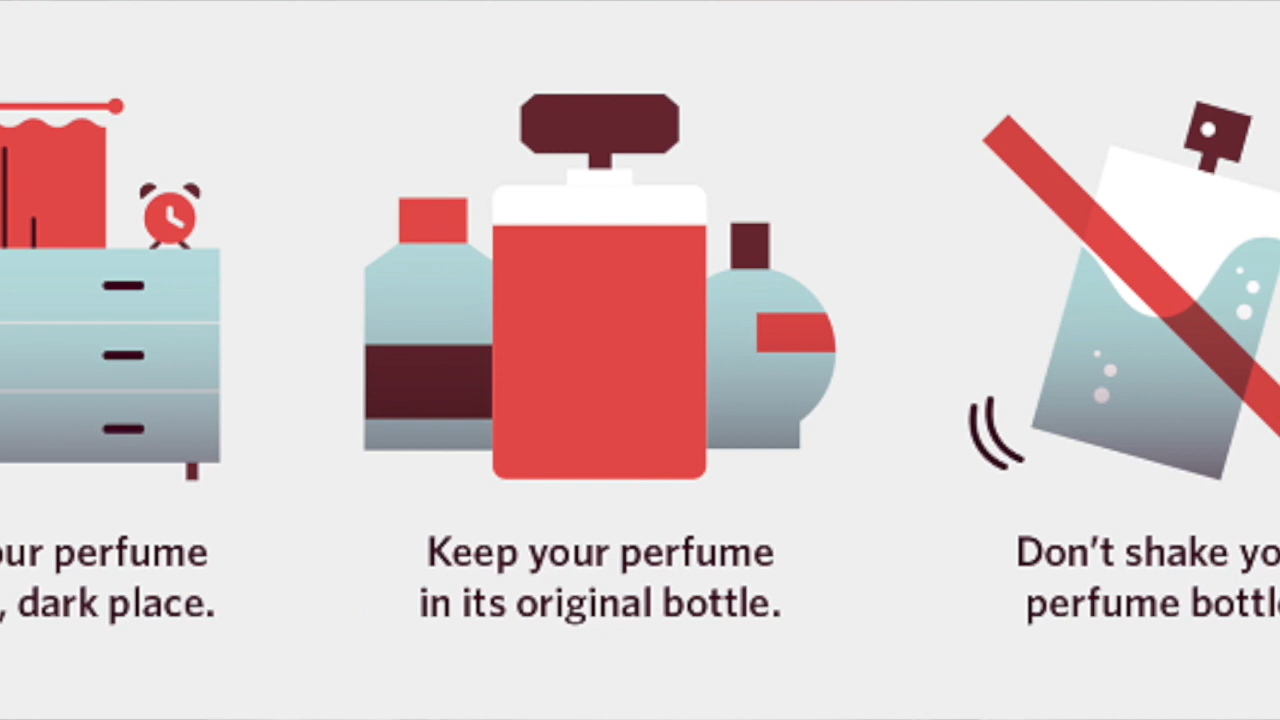 our perfume
, dark place.
Keep your perfume
in its original bottle.
Don't shake yo
perfume bottl